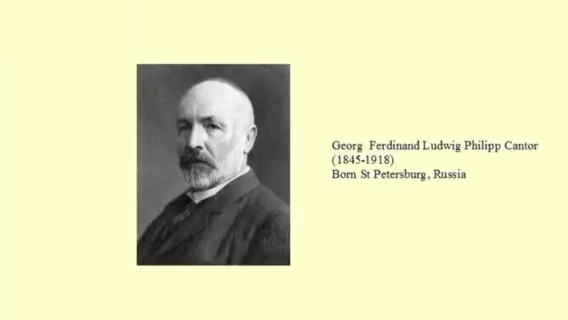 Georg Ferdinand Ludwig Philipp Cantor
(1845-1918)
Born St Petersburg, Russia